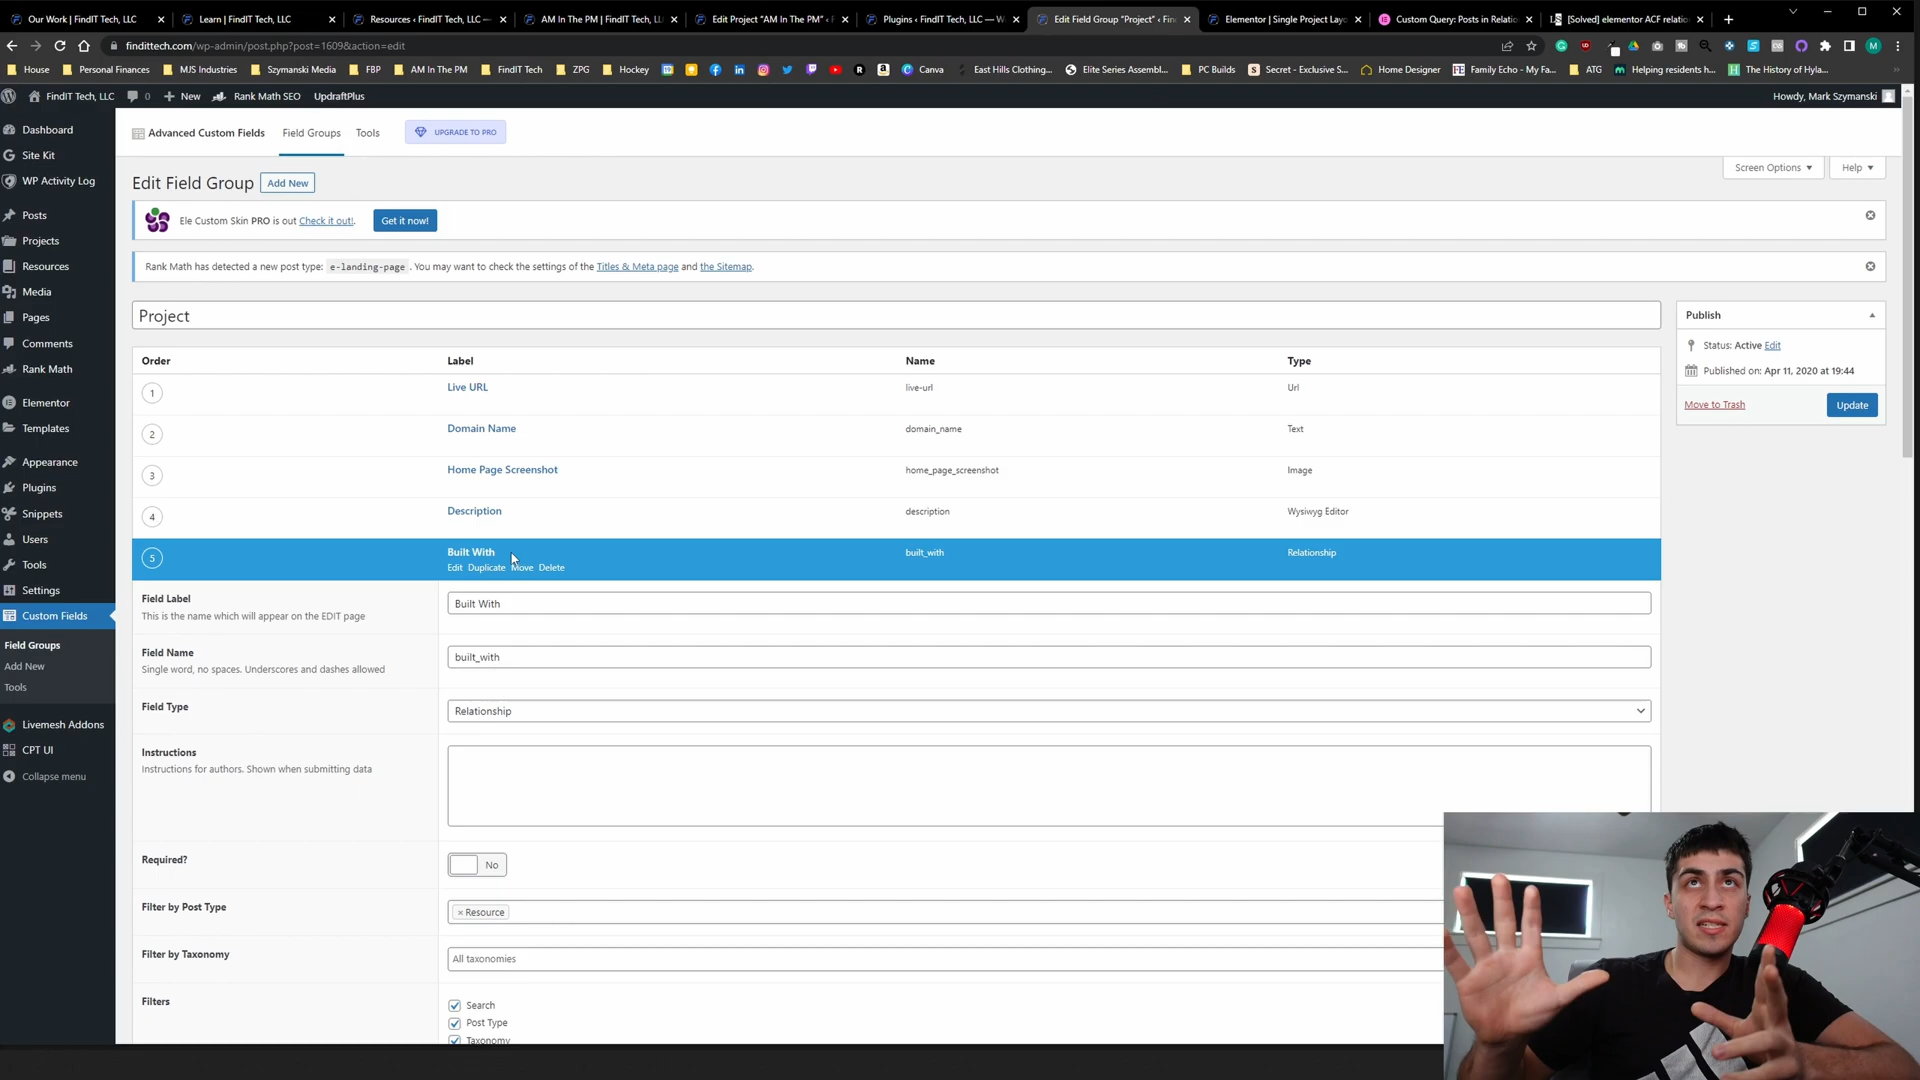 Our Work | FindIT Tech, LLC
Learn | FindIT Tech, LLC
Resources ‹ FindIT Tech, LLC —
AM In The PM | FindIT Tech, LL
Edit Project “AM In The PM” ‹ F
Plugins ‹ FindIT Tech, LLC — W
Edit Field Group “Project” ‹ Fin
Elementor | Single Project Layo
Custom Query: Posts in Relatio
[Solved] elementor ACF relation
findittech.com/wp-admin/post.php?post=1609&action=edit
House
Personal Finances
MJS Industries
Szymanski Media
FBP
AM In The PM
FindIT Tech
ZPG
Hockey
Canva
East Hills Clothing...
Elite Series Assembl...
PC Builds
Secret - Exclusive S...
Home Designer
Family Echo - My Fa...
ATG
Helping residents h...
The History of Hyla...
FindIT Tech, LLC
0
New
Rank Math SEO
UpdraftPlus
Howdy, Mark Szymanski
Dashboard
Site Kit
WP Activity Log
Posts
Projects
Resources
Media
Pages
Comments
Rank Math
Elementor
Templates
Appearance
Plugins
Snippets
Users
Tools
Settings
Custom Fields
Field Groups
Add New
Tools
Livemesh Addons
CPT UI
Collapse menu
Advanced Custom Fields
Field Groups
Tools
UPGRADE TO PRO
Screen Options
Help
Edit Field Group
Add New
Ele Custom Skin PRO is out Check it out!.
Get it now!
Rank Math has detected a new post type: e-landing-page . You may want to check the settings of the Titles & Meta page and the Sitemap.
Project
Order Label Name Type
1 Live URL live-url Url
2 Domain Name domain_name Text
3 Home Page Screenshot home_page_screenshot Image
4 Description description Wysiwyg Editor
5 Built With built_with Relationship
Edit Duplicate Move Delete
Field Label
This is the name which will appear on the EDIT page
Built With
Field Name
Single word, no spaces. Underscores and dashes allowed
built_with
Field Type
Relationship
Instructions
Instructions for authors. Shown when submitting data
Required?
No
Filter by Post Type
× Resource
Filter by Taxonomy
All taxonomies
Filters
Search
Post Type
Taxonomy
Publish
Status: Active Edit
Published on: Apr 11, 2020 at 19:44
Move to Trash
Update